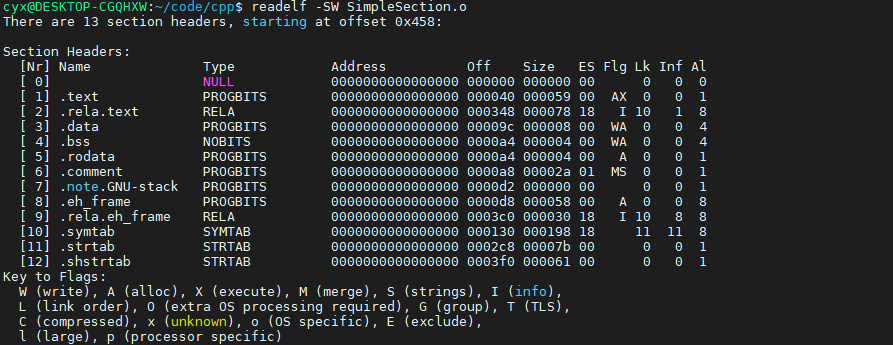 cyx@DESKTOP-CGQHXW:~/code/cpp$ readelf -SW SimpleSection.o
There are 13 section headers, starting at offset 0x458:
Section Headers:
[Nr] Name Type Address Off Size ES Flg Lk Inf Al
[ 0] NULL 0000000000000000 000000 000000 00 0 0 0
[ 1] .text PROGBITS 0000000000000000 000040 000059 00 AX 0 0 1
[ 2] .rela.text RELA 0000000000000000 000348 000078 18 I 10 1 8
[ 3] .data PROGBITS 0000000000000000 00009c 000008 00 WA 0 0 4
[ 4] .bss NOBITS 0000000000000000 0000a4 000004 00 WA 0 0 4
[ 5] .rodata PROGBITS 0000000000000000 0000a4 000004 00 A 0 0 1
[ 6] .comment PROGBITS 0000000000000000 0000a8 00002a 01 MS 0 0 1
[ 7] .note.GNU-stack PROGBITS 0000000000000000 0000d2 000000 00 0 0 1
[ 8] .eh_frame PROGBITS 0000000000000000 0000d8 000058 00 A 0 0 8
[ 9] .rela.eh_frame RELA 0000000000000000 0003c0 000030 18 I 10 8 8
[10] .symtab SYMTAB 0000000000000000 000130 000198 18 11 11 8
[11] .strtab STRTAB 0000000000000000 0002c8 00007b 00 0 0 1
[12] .shstrtab STRTAB 0000000000000000 0003f0 000061 00 0 0 1
Key to Flags:
W (write), A (alloc), X (execute), M (merge), S (strings), I (info),
L (link order), O (extra OS processing required), G (group), T (TLS),
C (compressed), x (unknown), o (OS specific), E (exclude),
l (large), p (processor specific)